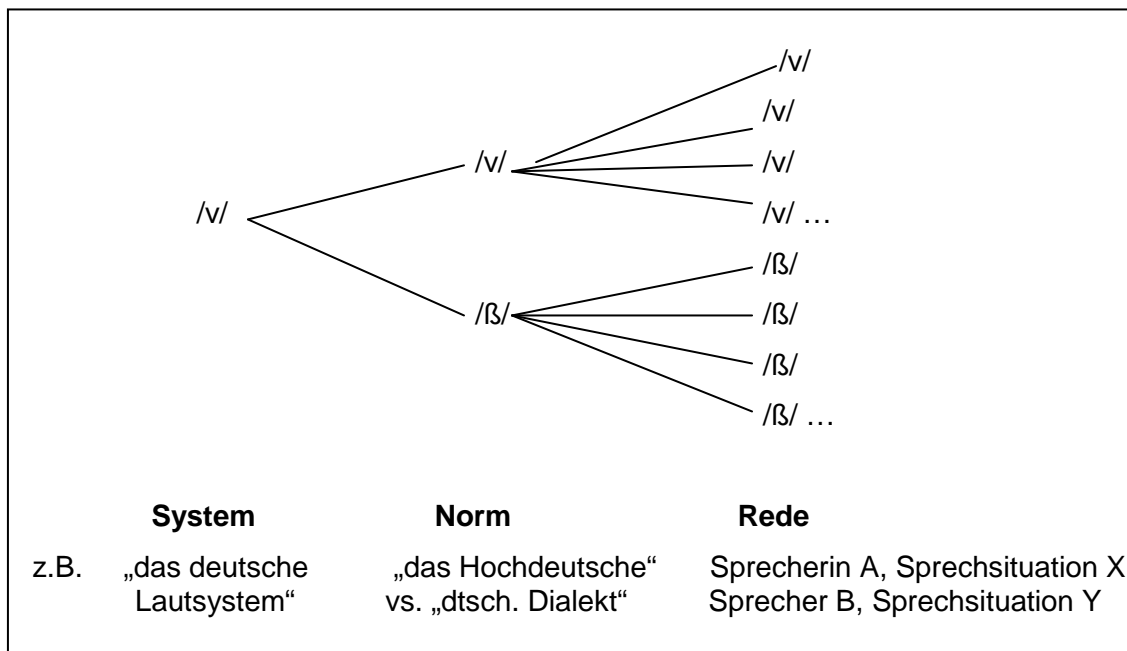 /v/
/v/
/v/ /v/
/v/ /v/ …
/ß/
/ß/ /ß/
/ß/
/ß/ …
System Norm Rede
z.B. „das deutsche „das Hochdeutsche“ Sprecherin A, Sprechsituation X
Lautsystem“ vs. „dtsch. Dialekt“ Sprecher B, Sprechsituation Y